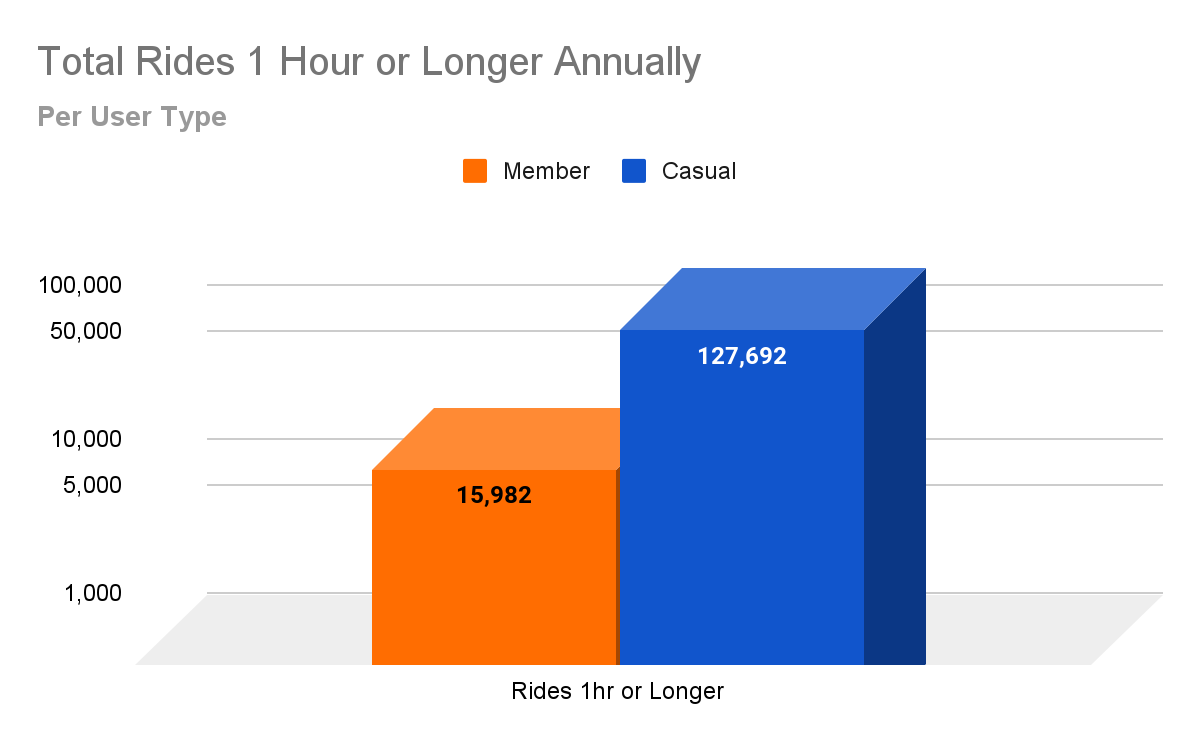 Total Rides 1 Hour or Longer Annually
Per User Type
Member Casual
100,000
50,000
127,692
10,000
5,000
15,982
1,000
Rides 1hr or Longer